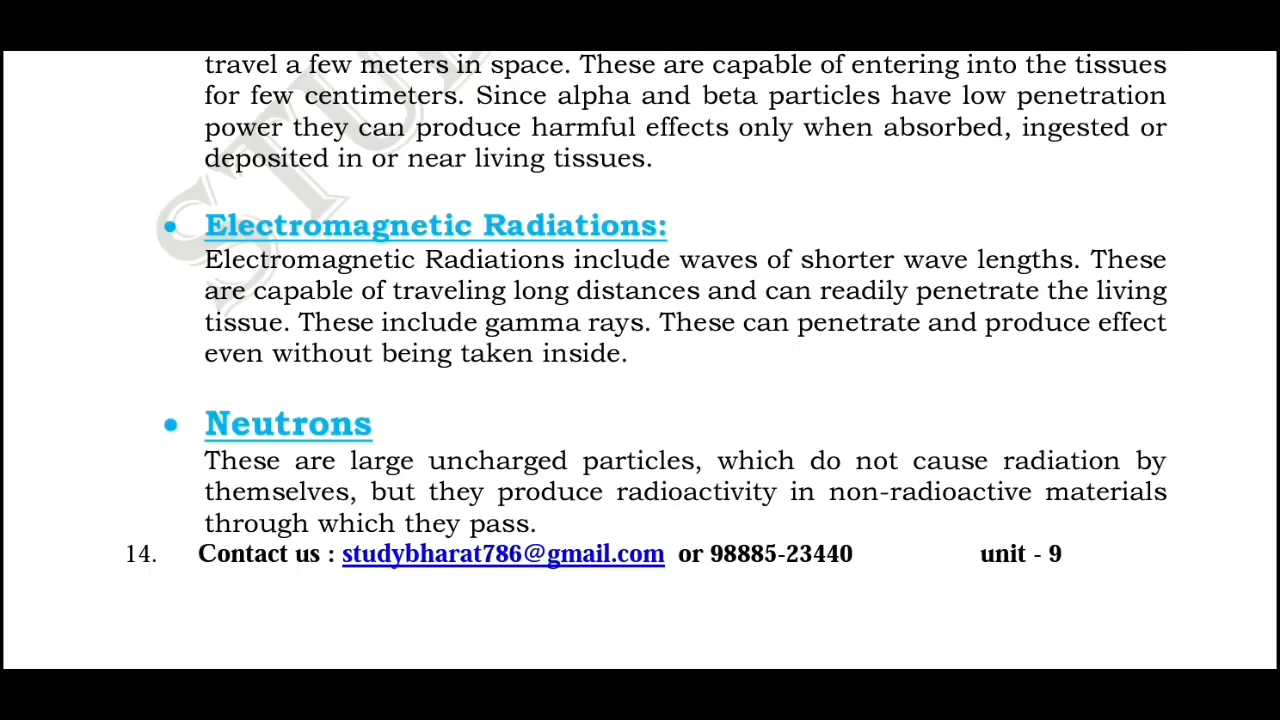 travel a few meters in space. These are capable of entering into the tissues
for few centimeters. Since alpha and beta particles have low penetration
power they can produce harmful effects only when absorbed, ingested or
deposited in or near living tissues.
• Electromagnetic Radiations:
Electromagnetic Radiations include waves of shorter wave lengths. These
are capable of traveling long distances and can readily penetrate the living
tissue. These include gamma rays. These can penetrate and produce effect
even without being taken inside.
• Neutrons
These are large uncharged particles, which do not cause radiation by
themselves, but they produce radioactivity in non-radioactive materials
through which they pass.
14. Contact us : studybharat786@gmail.com or 98885-23440 unit - 9